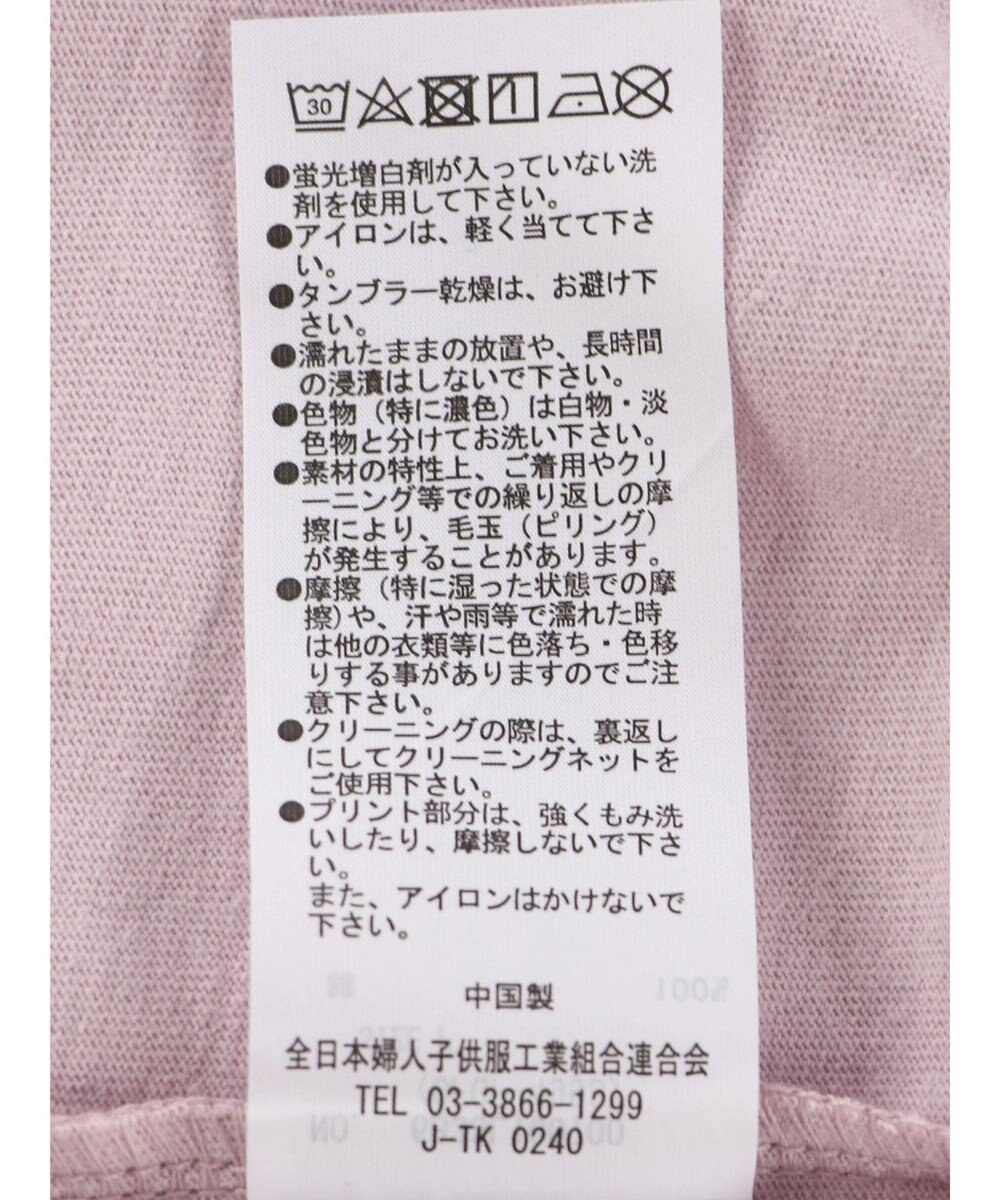 30
●蛍光増白剤が入っていない洗
剤を使用して下さい。
●アイロンは、軽く当てて下さ
い。
●タンブラー乾燥は、お避け下
さい。
●濡れたままの放置や、長時間
の浸漬はしないで下さい。
●色物（特に濃色）は白物・淡
色物と分けてお洗い下さい。
●素材の特性上、ご着用やクリ
ーニング等での繰り返しの摩
擦により、毛玉（ピリング）
が発生することがあります。
●摩擦（特に湿った状態での摩
擦)や、汗や雨等で濡れた時
は他の衣類等に色落ち・色移
りする事がありますのでご注
意下さい。
●クリーニングの際は、裏返し
にしてクリーニングネットを
ご使用下さい。
●プリント部分は、強くもみ洗
いしたり、摩擦しないで下さ
い。
また、アイロンはかけないで
下さい。
中国製
全日本婦人子供服工業組合連合会
TEL 03-3866-1299
J-TK 0240